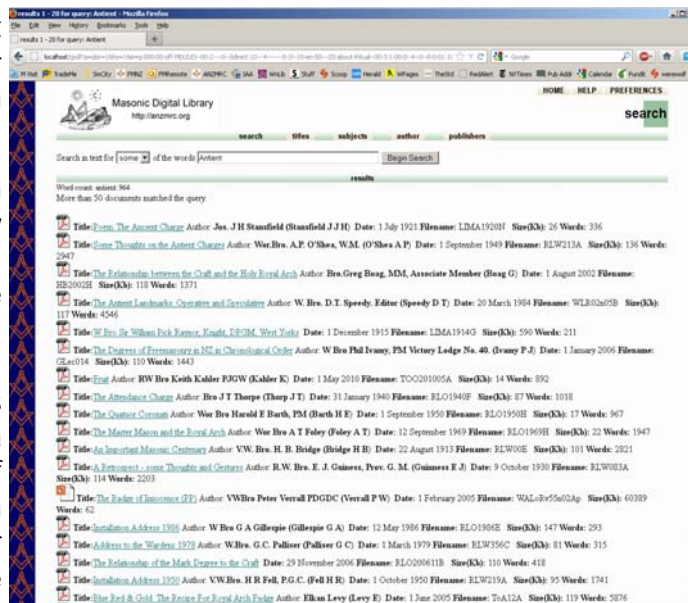 results 1 - 20 for query: Antient - Mozilla Firefox
File Edit View History Bookmarks Tools Help
results 1 - 20 for query: Antient
HOME HELP PREFERENCES
Masonic Digital Library
http://anzmrc.org
search
search titles subjects author publishers
Search in text for some of the words Antient Begin Search
results
Word count: antient: 964
More than 50 documents matched the query.
Title:Poem The Ancient Charge Author: Jos. J H Stansfield (Stansfield J J H) Date: 1 July 1921 Filename: LIMA1920N Size(Kb): 26 Words: 336
Title:Some Thoughts on the Antient Charges Author: Wor.Bro. A.P. O'Shea, W.M. (O'Shea A P) Date: 1 September 1949 Filename: RLW213A Size(Kb): 136 Words:
2947
Title:The Relationship between the Craft and the Holy Royal Arch Author: Bro.Greg Boag, MM, Associate Member (Boag G) Date: 1 August 2002 Filename:
HB2002H Size(Kb): 118 Words: 1371
Title:The Antient Landmarks: Operative and Speculative Author: W. Bro. D.T. Speedy, Editor (Speedy D T) Date: 20 March 1984 Filename: WLR02n05B Size(Kb):
117 Words: 4546
Title:W Bro Sir William Pick Raynor, Knight, DPGM, West Yorks Date: 1 December 1915 Filename: LIMA1914G Size(Kb): 590 Words: 211
Title:The Degrees of Freemasonry in NZ in Chronological Order Author: W Bro Phil Ivamy, PM Victory Lodge No. 40. (Ivamy P J) Date: 1 January 2006 Filename:
GLec014 Size(Kb): 110 Words: 1443
Title:Fruit Author: RW Bro Keith Kahler PJGW (Kahler K) Date: 1 May 2010 Filename: TOO201005A Size(Kb): 14 Words: 892
Title:The Attendance Charge Author: Bro J T Thorpe (Thorp J T) Date: 31 January 1940 Filename: RLO1940F Size(Kb): 87 Words: 1018
Title:The Quatuor Coronati Author: Wor Bro Harold E Barth, PM (Barth H E) Date: 1 September 1950 Filename: RLO1950H Size(Kb): 17 Words: 967
Title:The Master Mason and the Royal Arch Author: Wor Bro A T Foley (Foley A T) Date: 12 September 1969 Filename: RLO1969H Size(Kb): 22 Words: 1947
Title:An Important Masonic Centenary Author: V.W. Bro. H. B. Bridge (Bridge H B) Date: 22 August 1913 Filename: RLW00E Size(Kb): 101 Words: 2821
Title:A Retrospect - some Thoughts and Gestures Author: R.W. Bro. E. J. Guiness, Prov. G. M. (Guinness E J) Date: 9 October 1930 Filename: RLW083A
Size(Kb): 114 Words: 2203
Title:The Badge of Innocence (PP) Author: VWBro Peter Verrall PDGDC (Verrall P W) Date: 1 February 2005 Filename: WALoRv55n02Ap Size(Kb): 60389
Words: 62
Title:Installation Address 1986 Author: W Bro G A Gillespie (Gillespie G A) Date: 12 May 1986 Filename: RLO1986E Size(Kb): 147 Words: 293
Title:Address to the Wardens 1978 Author: W.Bro. G.C. Palliser (Palliser G C) Date: 1 March 1979 Filename: RLW356C Size(Kb): 81 Words: 315
Title:The Relationship of the Mark Degree to the Craft Date: 29 November 2006 Filename: RLO200611B Size(Kb): 110 Words: 418
Title:Installation Address 1950 Author: V.W.Bro. H R Fell, P.G.C. (Fell H R) Date: 1 October 1950 Filename: RLW219A Size(Kb): 95 Words: 1741
Title:Blue Red & Gold: The Recipe For Royal Arch Fudge Author: Elkan Levy (Levy E) Date: 1 June 2005 Filename: ToA12A Size(Kb): 119 Words: 5876